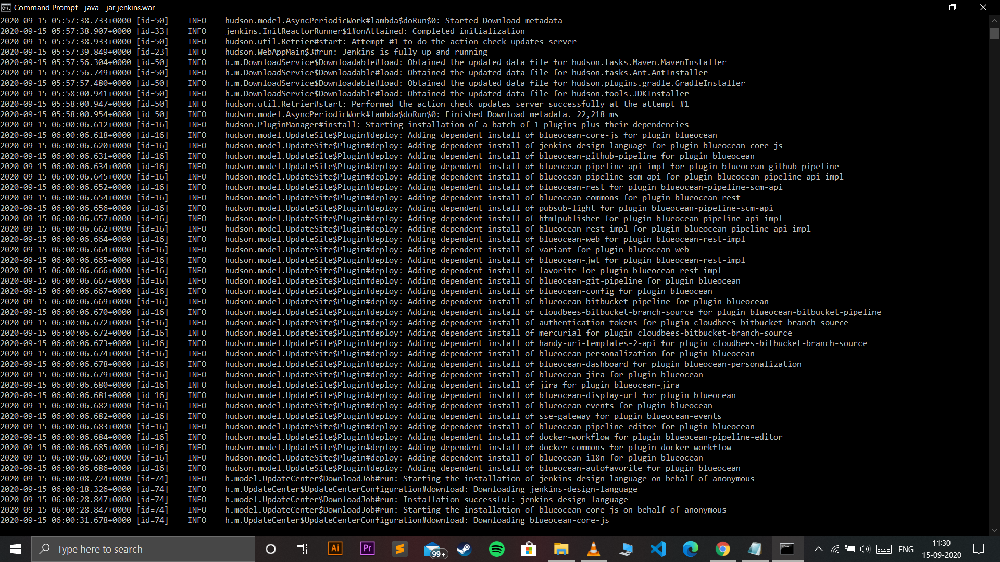 Command Prompt - java  -jar jenkins.war
2020-09-15 05:57:38.733+0000 [id=50]    INFO    hudson.model.AsyncPeriodicWork#lambda$doRun$0: Started Download metadata
2020-09-15 05:57:38.907+0000 [id=33]    INFO    jenkins.InitReactorRunner$1#onAttained: Completed initialization
2020-09-15 05:57:38.933+0000 [id=50]    INFO    hudson.util.Retrier#start: Attempt #1 to do the action check updates server
2020-09-15 05:57:39.849+0000 [id=23]    INFO    hudson.WebAppMain$3#run: Jenkins is fully up and running
2020-09-15 05:57:56.304+0000 [id=50]    INFO    h.m.DownloadService$Downloadable#load: Obtained the updated data file for hudson.tasks.Maven.MavenInstaller
2020-09-15 05:57:56.749+0000 [id=50]    INFO    h.m.DownloadService$Downloadable#load: Obtained the updated data file for hudson.tasks.Ant.AntInstaller
2020-09-15 05:57:57.480+0000 [id=50]    INFO    h.m.DownloadService$Downloadable#load: Obtained the updated data file for hudson.plugins.gradle.GradleInstaller
2020-09-15 05:58:00.941+0000 [id=50]    INFO    h.m.DownloadService$Downloadable#load: Obtained the updated data file for hudson.tools.JDKInstaller
2020-09-15 05:58:00.947+0000 [id=50]    INFO    hudson.util.Retrier#start: Performed the action check updates server successfully at the attempt #1
2020-09-15 05:58:00.954+0000 [id=50]    INFO    hudson.model.AsyncPeriodicWork#lambda$doRun$0: Finished Download metadata. 22,218 ms
2020-09-15 06:00:06.612+0000 [id=16]    INFO    hudson.PluginManager#install: Starting installation of a batch of 1 plugins plus their dependencies
2020-09-15 06:00:06.618+0000 [id=16]    INFO    hudson.model.UpdateSite$Plugin#deploy: Adding dependent install of blueocean-core-js for plugin blueocean
2020-09-15 06:00:06.620+0000 [id=16]    INFO    hudson.model.UpdateSite$Plugin#deploy: Adding dependent install of jenkins-design-language for plugin blueocean-core-js
2020-09-15 06:00:06.631+0000 [id=16]    INFO    hudson.model.UpdateSite$Plugin#deploy: Adding dependent install of blueocean-github-pipeline for plugin blueocean
2020-09-15 06:00:06.634+0000 [id=16]    INFO    hudson.model.UpdateSite$Plugin#deploy: Adding dependent install of blueocean-pipeline-api-impl for plugin blueocean-github-pipeline
2020-09-15 06:00:06.645+0000 [id=16]    INFO    hudson.model.UpdateSite$Plugin#deploy: Adding dependent install of blueocean-pipeline-scm-api for plugin blueocean-pipeline-api-impl
2020-09-15 06:00:06.652+0000 [id=16]    INFO    hudson.model.UpdateSite$Plugin#deploy: Adding dependent install of blueocean-rest for plugin blueocean-pipeline-scm-api
2020-09-15 06:00:06.654+0000 [id=16]    INFO    hudson.model.UpdateSite$Plugin#deploy: Adding dependent install of blueocean-commons for plugin blueocean-rest
2020-09-15 06:00:06.656+0000 [id=16]    INFO    hudson.model.UpdateSite$Plugin#deploy: Adding dependent install of pubsub-light for plugin blueocean-pipeline-scm-api
2020-09-15 06:00:06.657+0000 [id=16]    INFO    hudson.model.UpdateSite$Plugin#deploy: Adding dependent install of htmlpublisher for plugin blueocean-pipeline-api-impl
2020-09-15 06:00:06.662+0000 [id=16]    INFO    hudson.model.UpdateSite$Plugin#deploy: Adding dependent install of blueocean-rest-impl for plugin blueocean-pipeline-api-impl
2020-09-15 06:00:06.664+0000 [id=16]    INFO    hudson.model.UpdateSite$Plugin#deploy: Adding dependent install of blueocean-web for plugin blueocean-rest-impl
2020-09-15 06:00:06.664+0000 [id=16]    INFO    hudson.model.UpdateSite$Plugin#deploy: Adding dependent install of variant for plugin blueocean-web
2020-09-15 06:00:06.665+0000 [id=16]    INFO    hudson.model.UpdateSite$Plugin#deploy: Adding dependent install of blueocean-jwt for plugin blueocean-rest-impl
2020-09-15 06:00:06.666+0000 [id=16]    INFO    hudson.model.UpdateSite$Plugin#deploy: Adding dependent install of favorite for plugin blueocean-rest-impl
2020-09-15 06:00:06.667+0000 [id=16]    INFO    hudson.model.UpdateSite$Plugin#deploy: Adding dependent install of blueocean-git-pipeline for plugin blueocean
2020-09-15 06:00:06.667+0000 [id=16]    INFO    hudson.model.UpdateSite$Plugin#deploy: Adding dependent install of blueocean-config for plugin blueocean
2020-09-15 06:00:06.669+0000 [id=16]    INFO    hudson.model.UpdateSite$Plugin#deploy: Adding dependent install of blueocean-bitbucket-pipeline for plugin blueocean
2020-09-15 06:00:06.670+0000 [id=16]    INFO    hudson.model.UpdateSite$Plugin#deploy: Adding dependent install of cloudbees-bitbucket-branch-source for plugin blueocean-bitbucket-pipeline
2020-09-15 06:00:06.672+0000 [id=16]    INFO    hudson.model.UpdateSite$Plugin#deploy: Adding dependent install of authentication-tokens for plugin cloudbees-bitbucket-branch-source
2020-09-15 06:00:06.672+0000 [id=16]    INFO    hudson.model.UpdateSite$Plugin#deploy: Adding dependent install of mercurial for plugin cloudbees-bitbucket-branch-source
2020-09-15 06:00:06.673+0000 [id=16]    INFO    hudson.model.UpdateSite$Plugin#deploy: Adding dependent install of handy-uri-templates-2-api for plugin cloudbees-bitbucket-branch-source
2020-09-15 06:00:06.674+0000 [id=16]    INFO    hudson.model.UpdateSite$Plugin#deploy: Adding dependent install of blueocean-personalization for plugin blueocean
2020-09-15 06:00:06.678+0000 [id=16]    INFO    hudson.model.UpdateSite$Plugin#deploy: Adding dependent install of blueocean-dashboard for plugin blueocean-personalization
2020-09-15 06:00:06.679+0000 [id=16]    INFO    hudson.model.UpdateSite$Plugin#deploy: Adding dependent install of blueocean-jira for plugin blueocean
2020-09-15 06:00:06.680+0000 [id=16]    INFO    hudson.model.UpdateSite$Plugin#deploy: Adding dependent install of jira for plugin blueocean-jira
2020-09-15 06:00:06.681+0000 [id=16]    INFO    hudson.model.UpdateSite$Plugin#deploy: Adding dependent install of blueocean-display-url for plugin blueocean
2020-09-15 06:00:06.682+0000 [id=16]    INFO    hudson.model.UpdateSite$Plugin#deploy: Adding dependent install of blueocean-events for plugin blueocean
2020-09-15 06:00:06.682+0000 [id=16]    INFO    hudson.model.UpdateSite$Plugin#deploy: Adding dependent install of sse-gateway for plugin blueocean-events
2020-09-15 06:00:06.683+0000 [id=16]    INFO    hudson.model.UpdateSite$Plugin#deploy: Adding dependent install of blueocean-pipeline-editor for plugin blueocean
2020-09-15 06:00:06.684+0000 [id=16]    INFO    hudson.model.UpdateSite$Plugin#deploy: Adding dependent install of docker-workflow for plugin blueocean-pipeline-editor
2020-09-15 06:00:06.685+0000 [id=16]    INFO    hudson.model.UpdateSite$Plugin#deploy: Adding dependent install of docker-commons for plugin docker-workflow
2020-09-15 06:00:06.685+0000 [id=16]    INFO    hudson.model.UpdateSite$Plugin#deploy: Adding dependent install of blueocean-i18n for plugin blueocean
2020-09-15 06:00:06.686+0000 [id=16]    INFO    hudson.model.UpdateSite$Plugin#deploy: Adding dependent install of blueocean-autofavorite for plugin blueocean
2020-09-15 06:00:08.724+0000 [id=74]    INFO    h.model.UpdateCenter$DownloadJob#run: Starting the installation of jenkins-design-language on behalf of anonymous
2020-09-15 06:00:18.326+0000 [id=74]    INFO    h.m.UpdateCenter$UpdateCenterConfiguration#download: Downloading jenkins-design-language
2020-09-15 06:00:28.847+0000 [id=74]    INFO    h.model.UpdateCenter$DownloadJob#run: Installation successful: jenkins-design-language
2020-09-15 06:00:28.847+0000 [id=74]    INFO    h.model.UpdateCenter$DownloadJob#run: Starting the installation of blueocean-core-js on behalf of anonymous
2020-09-15 06:00:31.678+0000 [id=74]    INFO    h.m.UpdateCenter$UpdateCenterConfiguration#download: Downloading blueocean-core-js
Type here to search
Ai
Pr
99+
ENG
11:30
15-09-2020